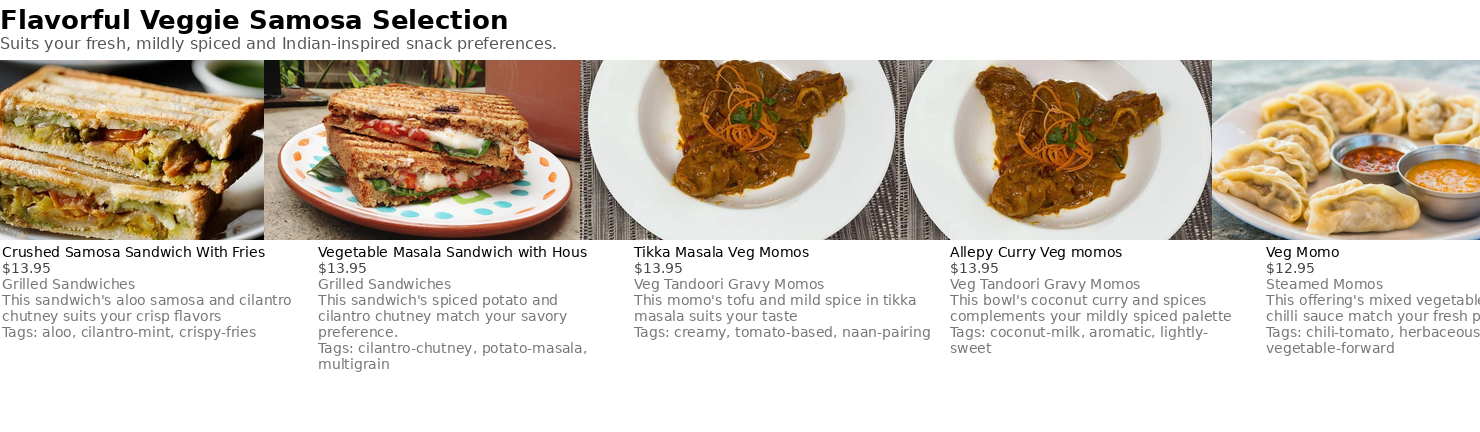 Flavorful Veggie Samosa Selection
Suits your fresh, mildly spiced and Indian-inspired snack preferences.
Crushed Samosa Sandwich With Fries
$13.95
Grilled Sandwiches
This sandwich's aloo samosa and cilantro
chutney suits your crisp flavors
Tags: aloo, cilantro-mint, crispy-fries
Vegetable Masala Sandwich with Hous
$13.95
Grilled Sandwiches
This sandwich's spiced potato and
cilantro chutney match your savory
preference.
Tags: cilantro-chutney, potato-masala,
multigrain
Tikka Masala Veg Momos
$13.95
Veg Tandoori Gravy Momos
This momo's tofu and mild spice in tikka
masala suits your taste
Tags: creamy, tomato-based, naan-pairing
Allepy Curry Veg momos
$13.95
Veg Tandoori Gravy Momos
This bowl's coconut curry and spices
complements your mildly spiced palette
Tags: coconut-milk, aromatic, lightly-
sweet
Veg Momo
$12.95
Steamed Momos
This offering's mixed vegetable
chilli sauce match your fresh p
Tags: chili-tomato, herbaceous
vegetable-forward